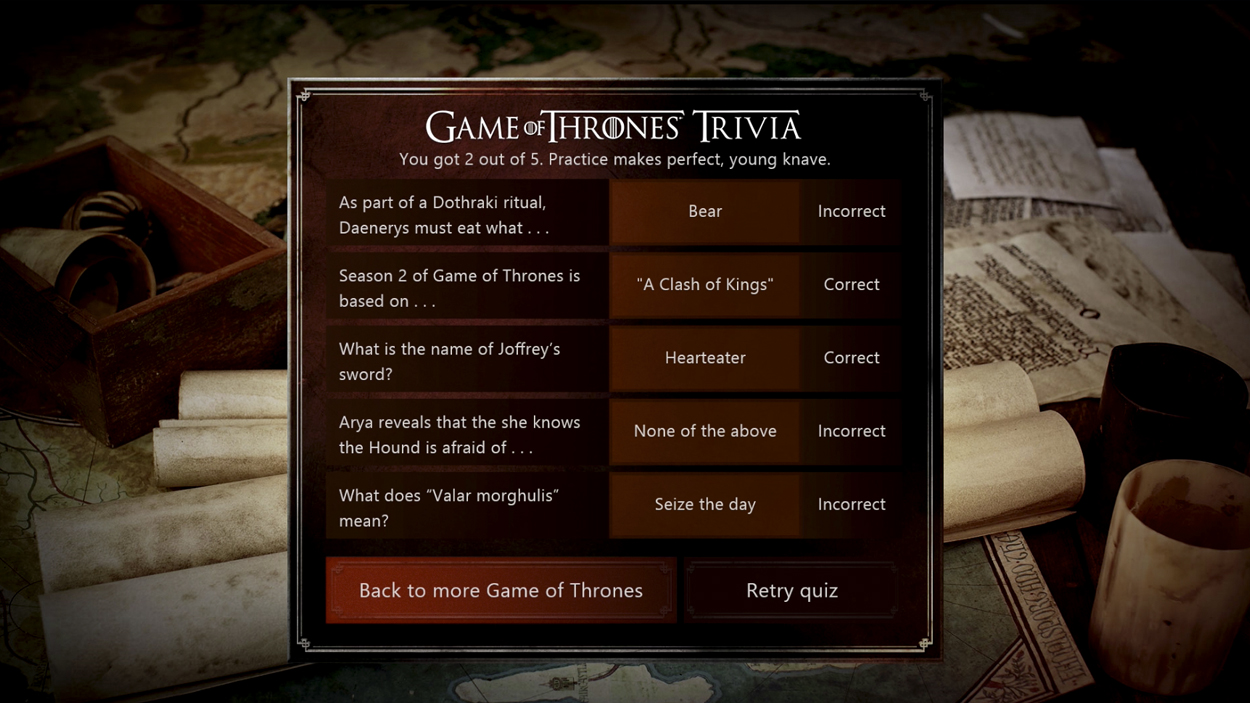 GAME OF THRONES TRIVIA
You got 2 out of 5. Practice makes perfect, young knave.
As part of a Dothraki ritual,
Daenerys must eat what . . .
Bear
Incorrect
Season 2 of Game of Thrones is
based on . . .
"A Clash of Kings"
Correct
What is the name of Joffrey's
sword?
Hearteater
Correct
Arya reveals that the she knows
the Hound is afraid of . . .
None of the above
Incorrect
What does “Valar morghulis”
mean?
Seize the day
Incorrect
Back to more Game of Thrones
Retry quiz